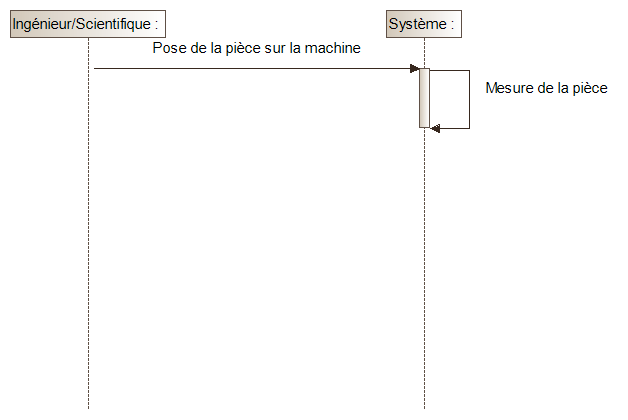 Ingénieur/Scientifique :
Système :
Pose de la pièce sur la machine
Mesure de la pièce